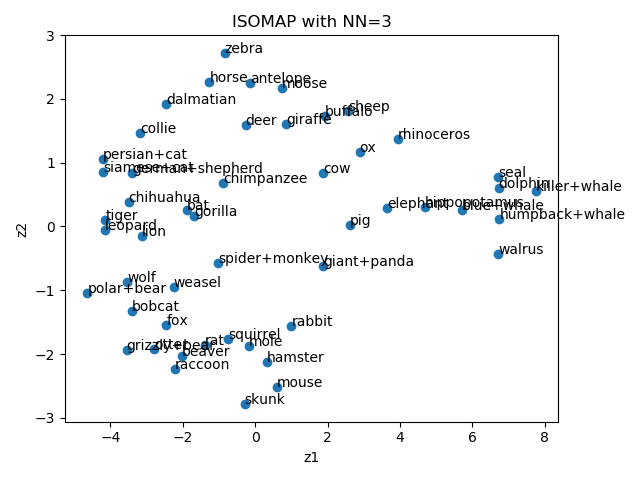 ISOMAP with NN=3
3
2
1
0
−1
−2
−3
z2
zebra
horse
antelope
moose
dalmatian
buffalo
sheep
deer
giraffe
collie
rhinoceros
ox
persian+cat
siamese+cat
german+shepherd
chimpanzee
cow
seal
dolphin
killer+whale
chihuahua
bat
gorilla
elephant
hippopotamus
blue+whale
humpback+whale
tiger
leopard
lion
pig
walrus
spider+monkey
giant+panda
wolf
weasel
polar+bear
bobcat
fox
rabbit
squirrel
rat
mole
grizzly+bear
otter
beaver
hamster
raccoon
mouse
skunk
−4
−2
0
2
4
6
8
z1